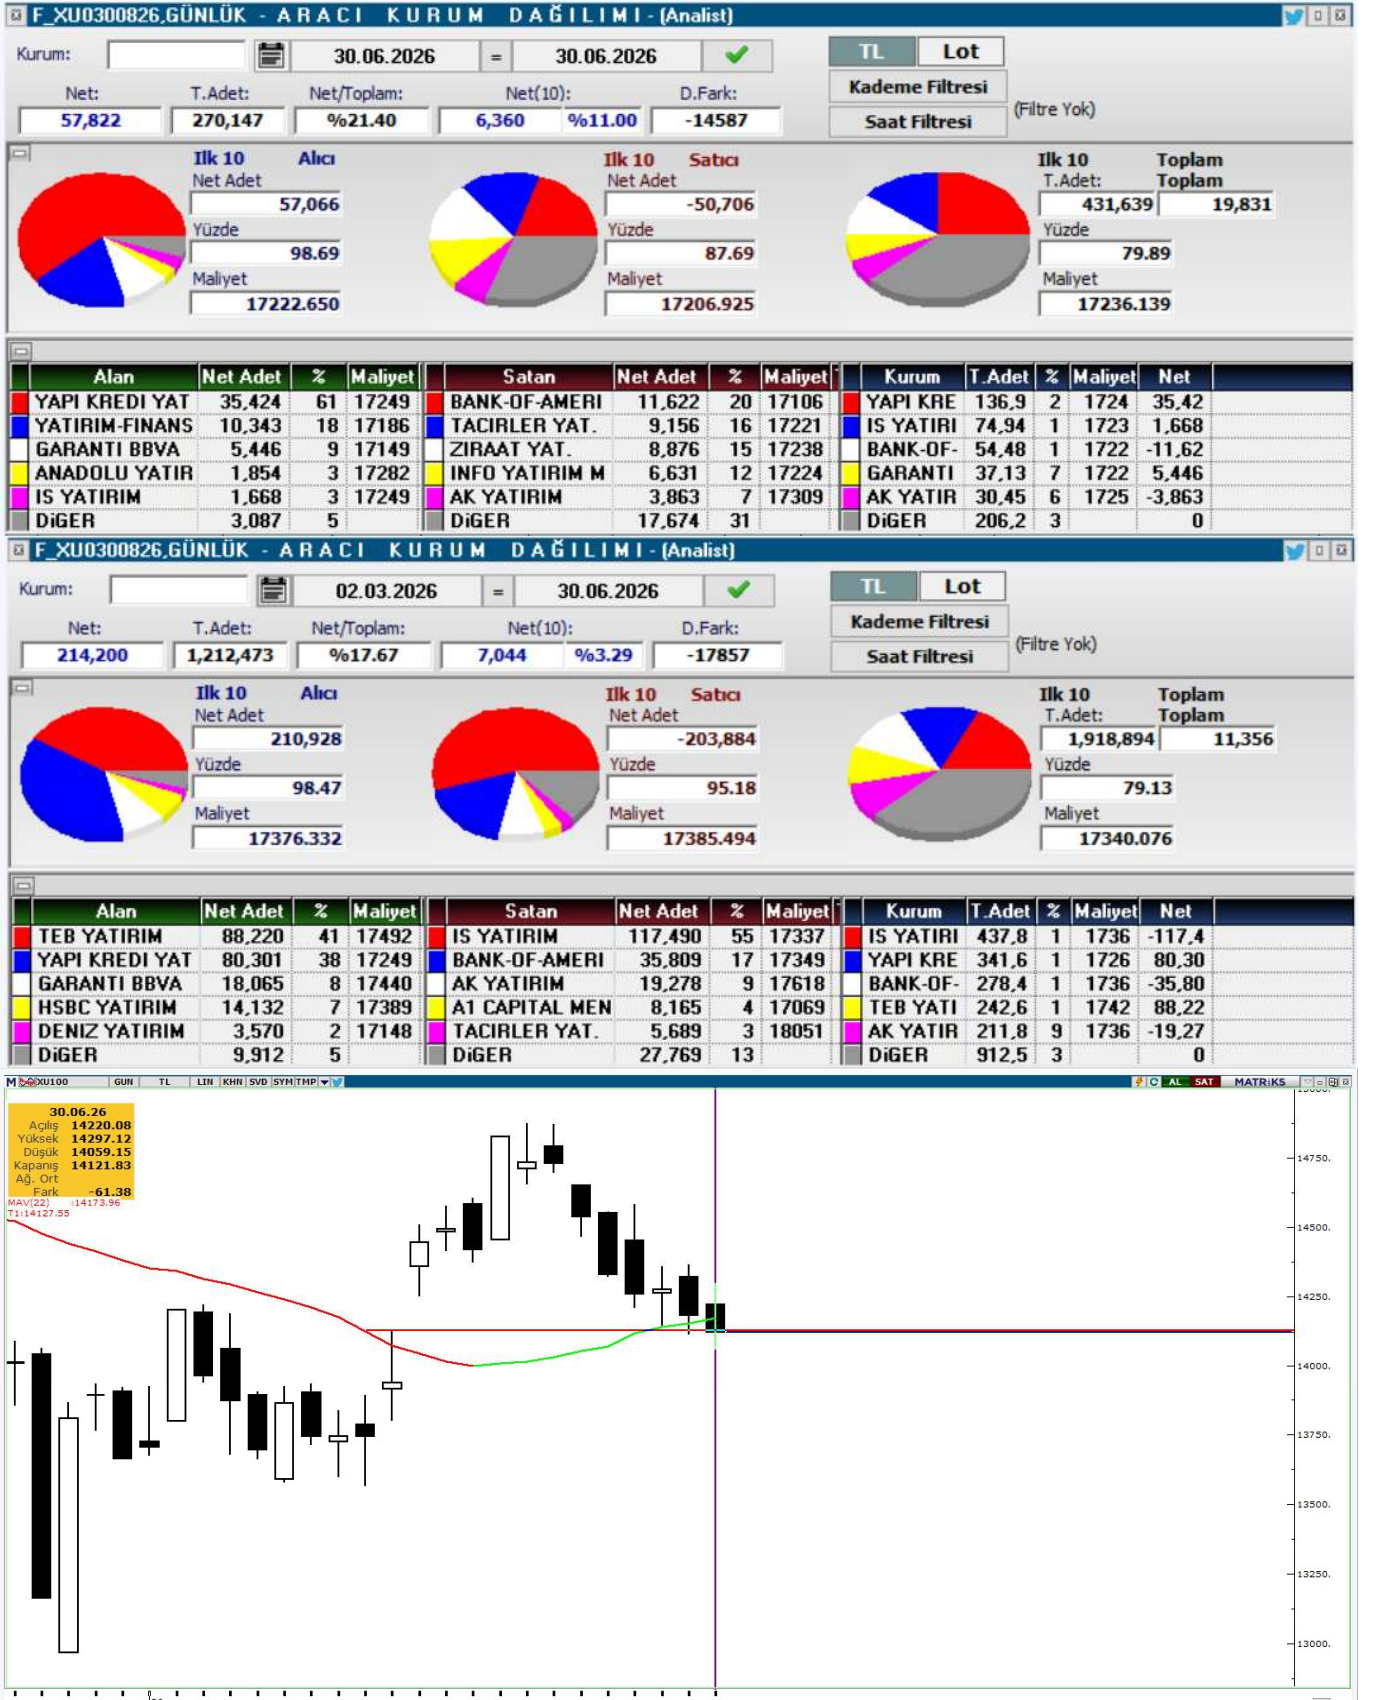 F_XU0300826,GÜNLÜK - ARACI KURUM DAĞILIMI - (Analist)
Kurum: 30.06.2026 = 30.06.2026 TL Lot
Kademe Filtresi
Net: T.Adet: Net/Toplam: Net(10): D.Fark: (Filtre Yok)
57,822 270,147 %21.40 6,360 %11.00 -14587 Saat Filtresi
Ilk 10 Alıcı Ilk 10 Satıcı Ilk 10 Toplam
Net Adet Net Adet T.Adet: Toplam
57,066 -50,706 431,639 19,831
Yüzde Yüzde Yüzde
98.69 87.69 79.89
Maliyet Maliyet Maliyet
17222.650 17206.925 17236.139
Alan Net Adet % Maliyet Satan Net Adet % Maliyet Kurum T.Adet % Maliyet Net
YAPI KREDI YAT 35,424 61 17249 BANK-OF-AMERI 11,622 20 17106 YAPI KRE 136,9 2 1724 35,42
YATIRIM-FINANS 10,343 18 17186 TACIRLER YAT. 9,156 16 17221 IS YATIRI 74,94 1 1723 1,668
GARANTI BBVA 5,446 9 17149 ZIRAAT YAT. 8,876 15 17238 BANK-OF- 54,48 1 1722 -11,62
ANADOLU YATIR 1,854 3 17282 INFO YATIRIM M 6,631 12 17224 GARANTI 37,13 7 1722 5,446
IS YATIRIM 1,668 3 17249 AK YATIRIM 3,863 7 17309 AK YATIR 30,45 6 1725 -3,863
DiGER 3,087 5 DiGER 17,674 31 DiGER 206,2 3 0
F_XU0300826,GÜNLÜK - ARACI KURUM DAĞILIMI - (Analist)
Kurum: 02.03.2026 = 30.06.2026 TL Lot
Kademe Filtresi
Net: T.Adet: Net/Toplam: Net(10): D.Fark: (Filtre Yok)
214,200 1,212,473 %17.67 7,044 %3.29 -17857 Saat Filtresi
Ilk 10 Alıcı Ilk 10 Satıcı Ilk 10 Toplam
Net Adet Net Adet T.Adet: Toplam
210,928 -203,884 1,918,894 11,356
Yüzde Yüzde Yüzde
98.47 95.18 79.13
Maliyet Maliyet Maliyet
17376.332 17385.494 17340.076
Alan Net Adet % Maliyet Satan Net Adet % Maliyet Kurum T.Adet % Maliyet Net
TEB YATIRIM 88,220 41 17492 IS YATIRIM 117,490 55 17337 IS YATIRI 437,8 1 1736 -117,4
YAPI KREDI YAT 80,301 38 17249 BANK-OF-AMERI 35,809 17 17349 YAPI KRE 341,6 1 1726 80,30
GARANTI BBVA 18,065 8 17440 AK YATIRIM 19,278 9 17618 BANK-OF- 278,4 1 1736 -35,80
HSBC YATIRIM 14,132 7 17389 A1 CAPITAL MEN 8,165 4 17069 TEB YATI 242,6 1 1742 88,22
DENIZ YATIRIM 3,570 2 17148 TACIRLER YAT. 5,689 3 18051 AK YATIR 211,8 9 1736 -19,27
DiGER 9,912 5 DiGER 27,769 13 DiGER 912,5 3 0
M XU100 GUN TL LIN KHN SVD SYM TMP C AL SAT MATRiKS
30.06.26
Açılış 14220.08
Yüksek 14297.12
Düşük 14059.15
Kapanış 14121.83
Ağ. Ort
Fark -61.38
MAV(22) :14173.96
T1:14127.55
14750.
14500.
14250.
14000.
13750.
13500.
13250.
13000.